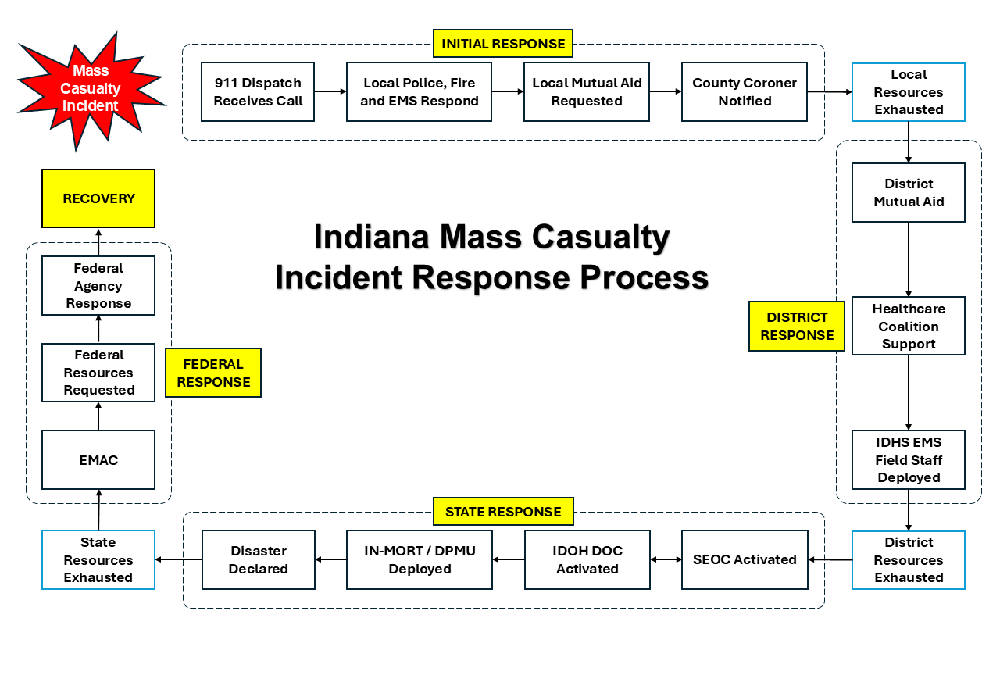 Mass
Casualty
Incident
INITIAL RESPONSE
911 Dispatch
Receives Call
Local Police, Fire
and EMS Respond
Local Mutual Aid
Requested
County Coroner
Notified
Local
Resources
Exhausted
District
Mutual Aid
Healthcare
Coalition
Support
DISTRICT
RESPONSE
IDHS EMS
Field Staff
Deployed
District
Resources
Exhausted
STATE RESPONSE
SEOC Activated
IDOH DOC
Activated
IN-MORT / DPMU
Deployed
Disaster
Declared
State
Resources
Exhausted
EMAC
Federal
Resources
Requested
FEDERAL
RESPONSE
Federal
Agency
Response
RECOVERY
Indiana Mass Casualty
Incident Response Process